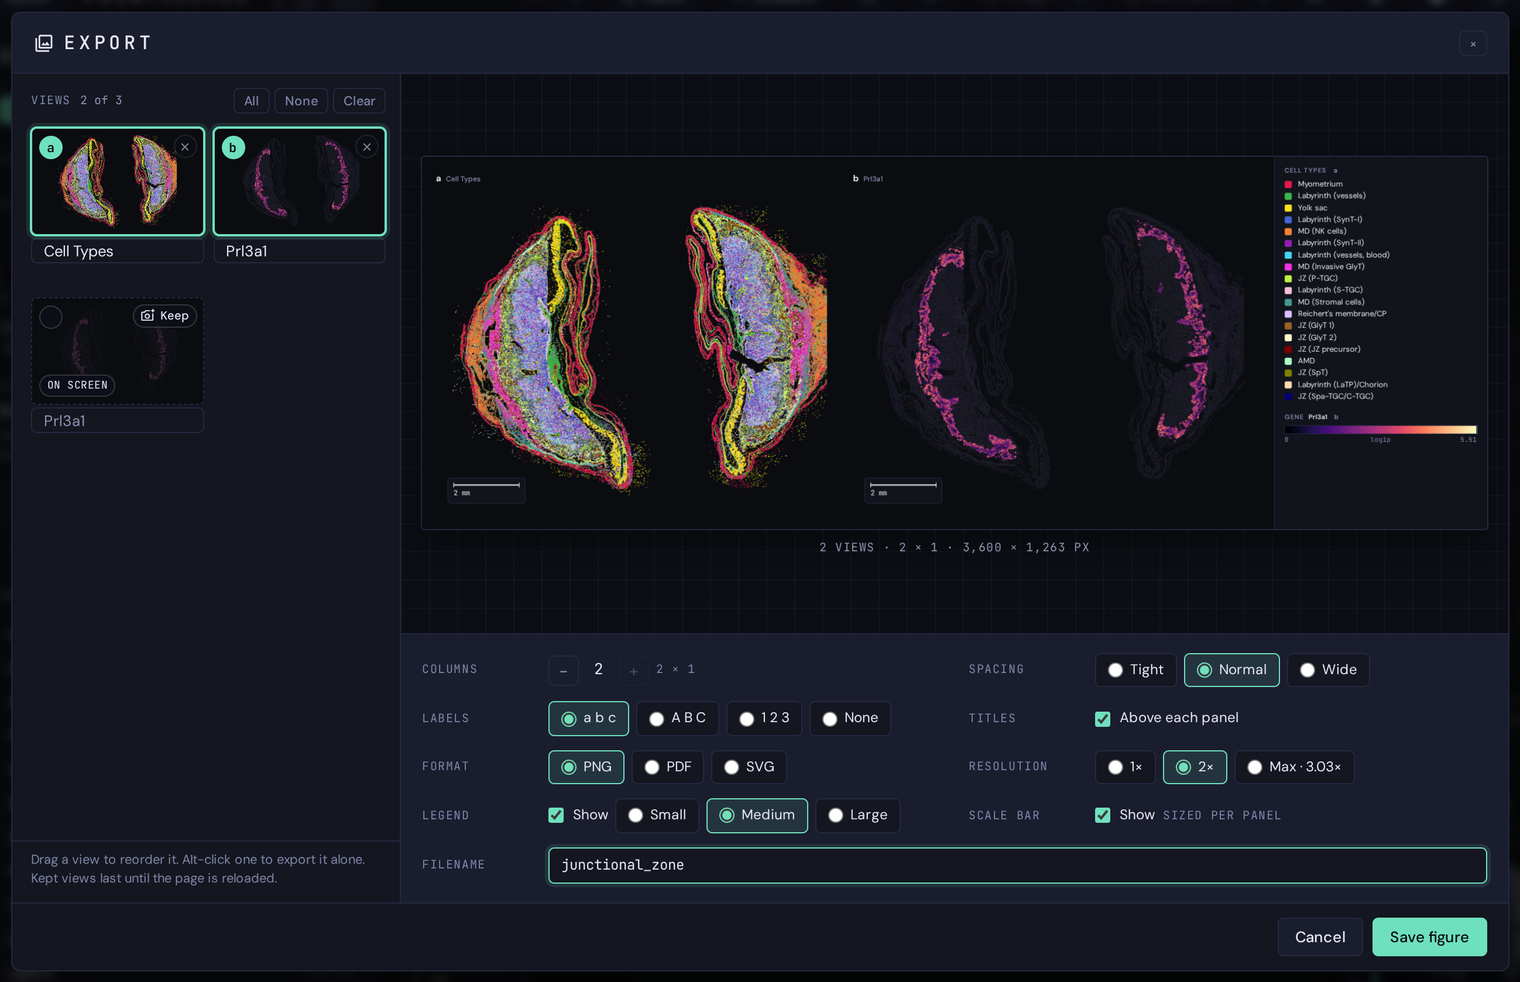 EXPORT
×
VIEWS 2 of 3
All
None
Clear
a
b
Cell Types
Prl3a1
Keep
ON SCREEN
Prl3a1
Drag a view to reorder it. Alt-click one to export it alone.
Kept views last until the page is reloaded.
a Cell Types
b Prl3a1
2 mm
2 mm
CELL TYPES a
Myometrium
Labyrinth (vessels)
Yolk sac
Labyrinth (SynT-I)
MD (NK cells)
Labyrinth (SynT-II)
Labyrinth (vessels, blood)
MD (Invasive GlyT)
JZ (P-TGC)
Labyrinth (S-TGC)
MD (Stromal cells)
Reichert's membrane/CP
JZ (GlyT 1)
JZ (GlyT 2)
JZ (JZ precursor)
AMD
JZ (SpT)
Labyrinth (LaTP)/Chorion
JZ (Spa-TGC/C-TGC)
GENE Prl3a1 b
0 log1p 5.51
2 VIEWS · 2 × 1 · 3,600 × 1,263 PX
COLUMNS − 2 + 2 × 1
SPACING Tight Normal Wide
LABELS a b c A B C 1 2 3 None
TITLES Above each panel
FORMAT PNG PDF SVG
RESOLUTION 1× 2× Max · 3.03×
LEGEND Show Small Medium Large
SCALE BAR Show SIZED PER PANEL
FILENAME junctional_zone
Cancel
Save figure